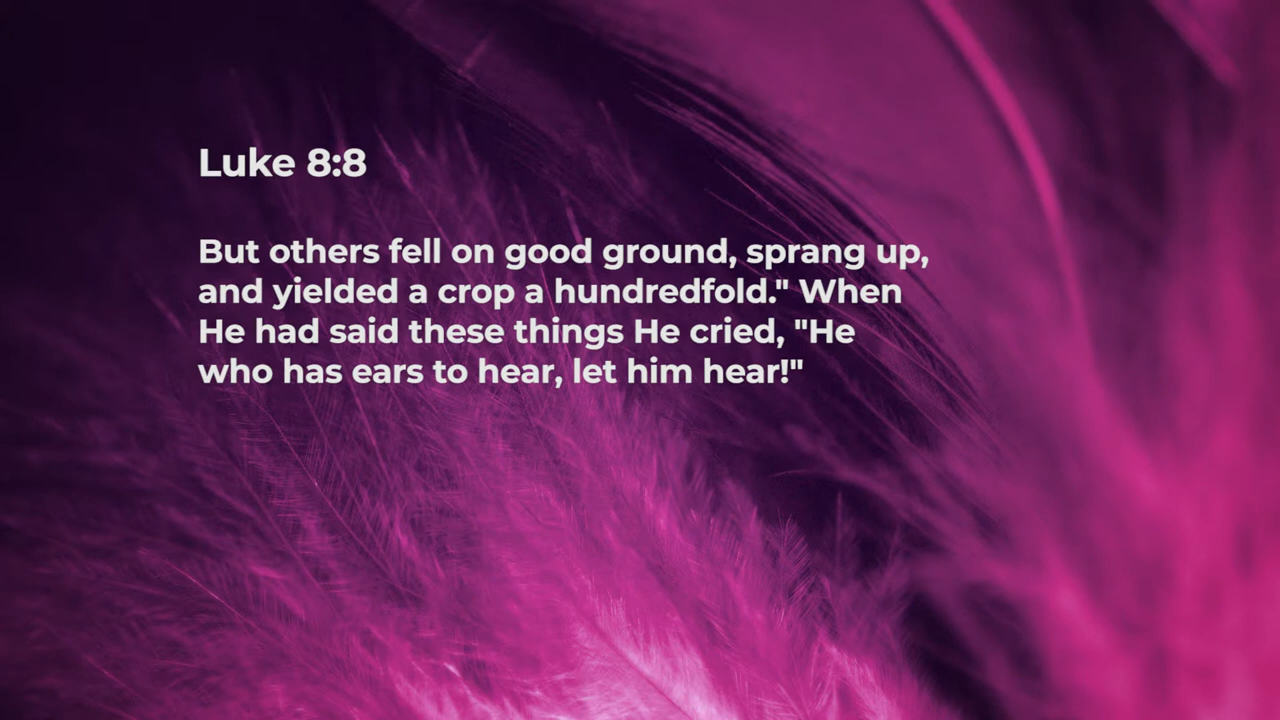 Luke 8:8
But others fell on good ground, sprang up,
and yielded a crop a hundredfold." When
He had said these things He cried, "He
who has ears to hear, let him hear!"